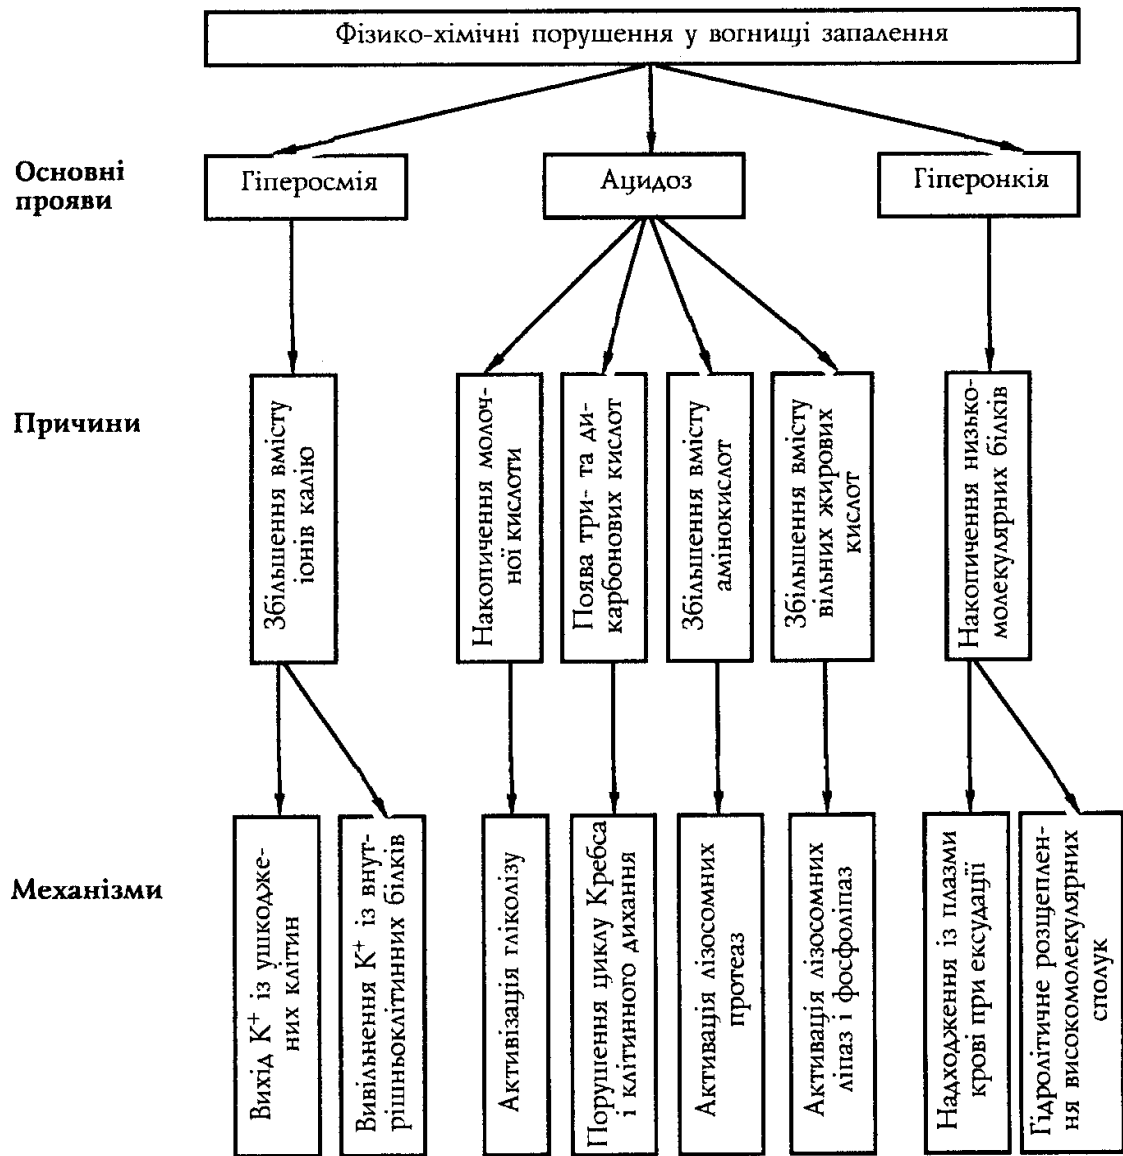 Фізико-хімічні порушення у вогнищі запалення
Основні
прояви
Гіперосмія
Ацидоз
Гіперонкія
Причини
Збільшення вмісту
іонів калію
Накопичення молоч-
ної кислоти
Поява три- та ди-
карбонових кислот
Збільшення вмісту
амінокислот
Збільшення вмісту
вільних жирових
кислот
Накопичення низько-
молекулярних білків
Механізми
Вихід К⁺ із ушкодже-
них клітин
Вивільнення К⁺ із внут-
рішньоклітинних білків
Активізація гліколізу
Порушення циклу Кребса
і клітинного дихання
Активація лізосомних
протеаз
Активація лізосомних
ліпаз і фосфоліпаз
Надходження із плазми
крові при ексудації
Гідролітичне розщеплен-
ня високомолекулярних
сполук